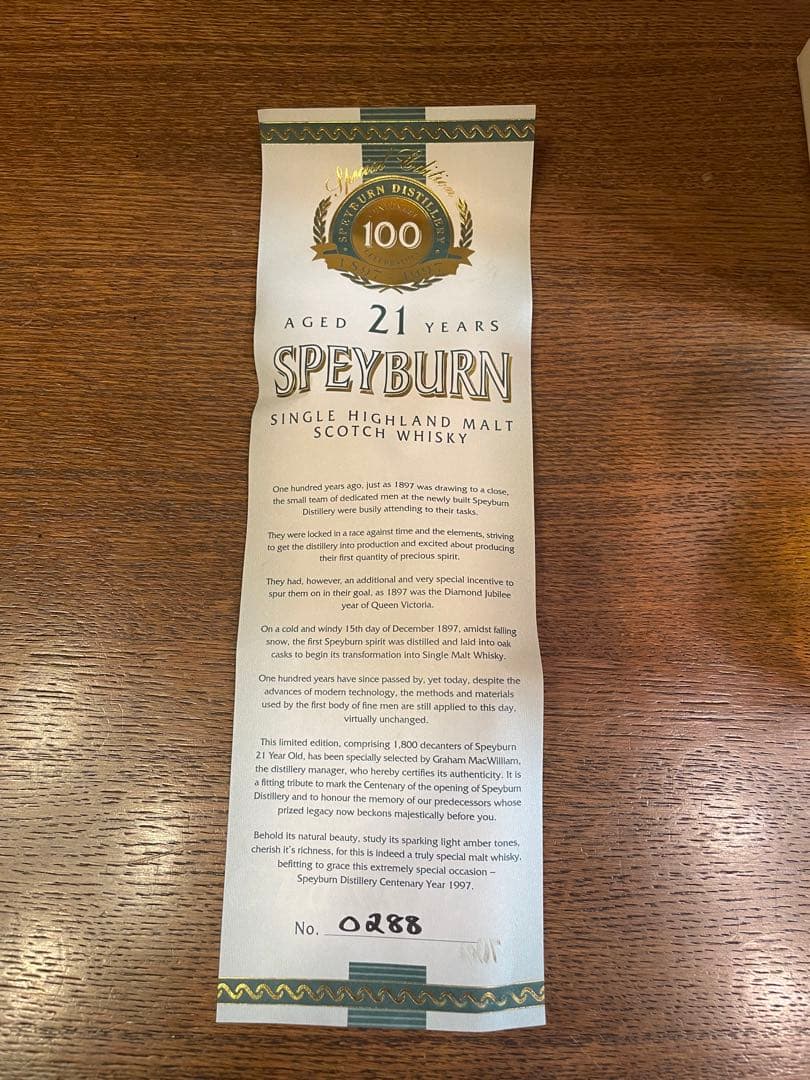 Special Edition
SPEYBURN DISTILLERY
100
1897 1997
AGED 21 YEARS
SPEYBURN
SINGLE HIGHLAND MALT
SCOTCH WHISKY
One hundred years ago, just as 1897 was drawing to a close,
the small team of dedicated men at the newly built Speyburn
Distillery were busily attending to their tasks.
They were locked in a race against time and the elements, striving
to get the distillery into production and excited about producing
their first quantity of precious spirit.
They had, however, an additional and very special incentive to
spur them on in their goal, as 1897 was the Diamond Jubilee
year of Queen Victoria.
On a cold and windy 15th day of December 1897, amidst falling
snow, the first Speyburn spirit was distilled and laid into oak
casks to begin its transformation into Single Malt Whisky.
One hundred years have since passed by, yet today, despite the
advances of modern technology, the methods and materials
used by the first body of fine men are still applied to this day,
virtually unchanged.
This limited edition, comprising 1,800 decanters of Speyburn
21 Year Old, has been specially selected by Graham MacWilliam,
the distillery manager, who hereby certifies its authenticity. It is
a fitting tribute to mark the Centenary of the opening of Speyburn
Distillery and to honour the memory of our predecessors whose
prized legacy now beckons majestically before you.
Behold its natural beauty, study its sparking light amber tones,
cherish it's richness, for this is indeed a truly special malt whisky,
befitting to grace this extremely special occasion –
Speyburn Distillery Centenary Year 1997.
No. 0288